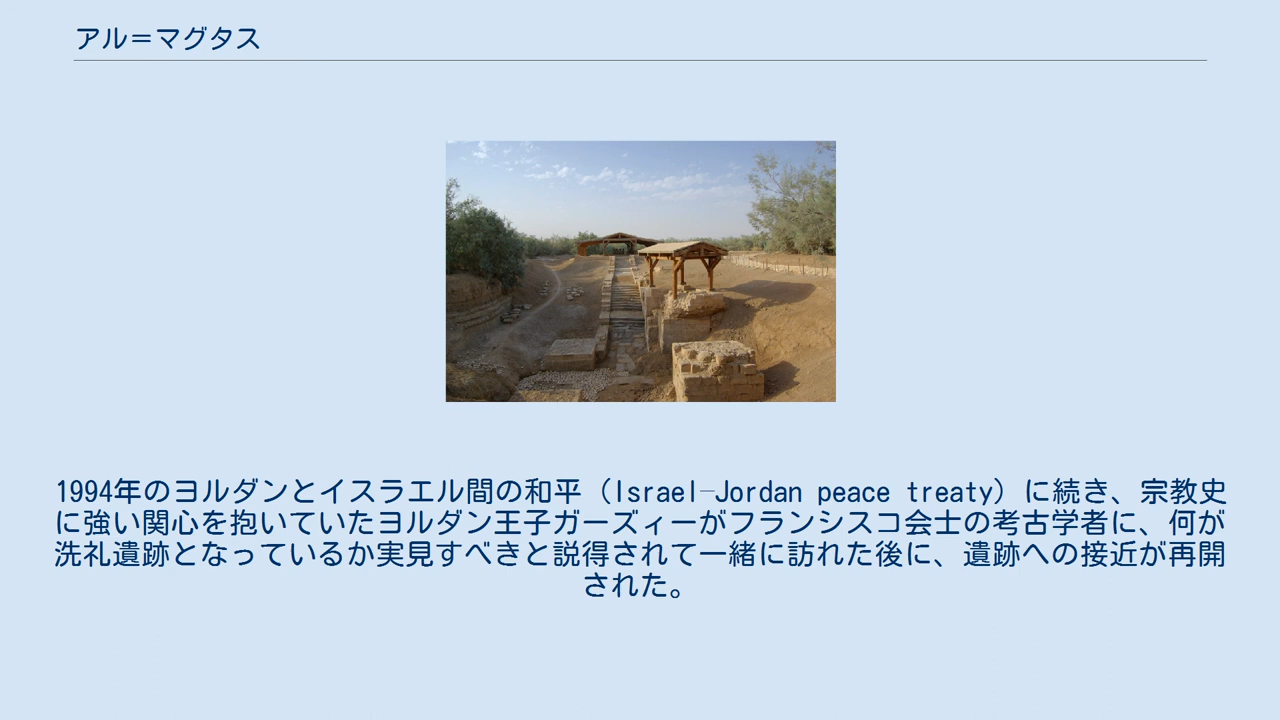 アル＝マグタス
1994年のヨルダンとイスラエル間の和平（Israel–Jordan peace treaty）に続き、宗教史
に強い関心を抱いていたヨルダン王子ガーズィーがフランシスコ会士の考古学者に、何が
洗礼遺跡となっているか実見すべきと説得されて一緒に訪れた後に、遺跡への接近が再開
された。